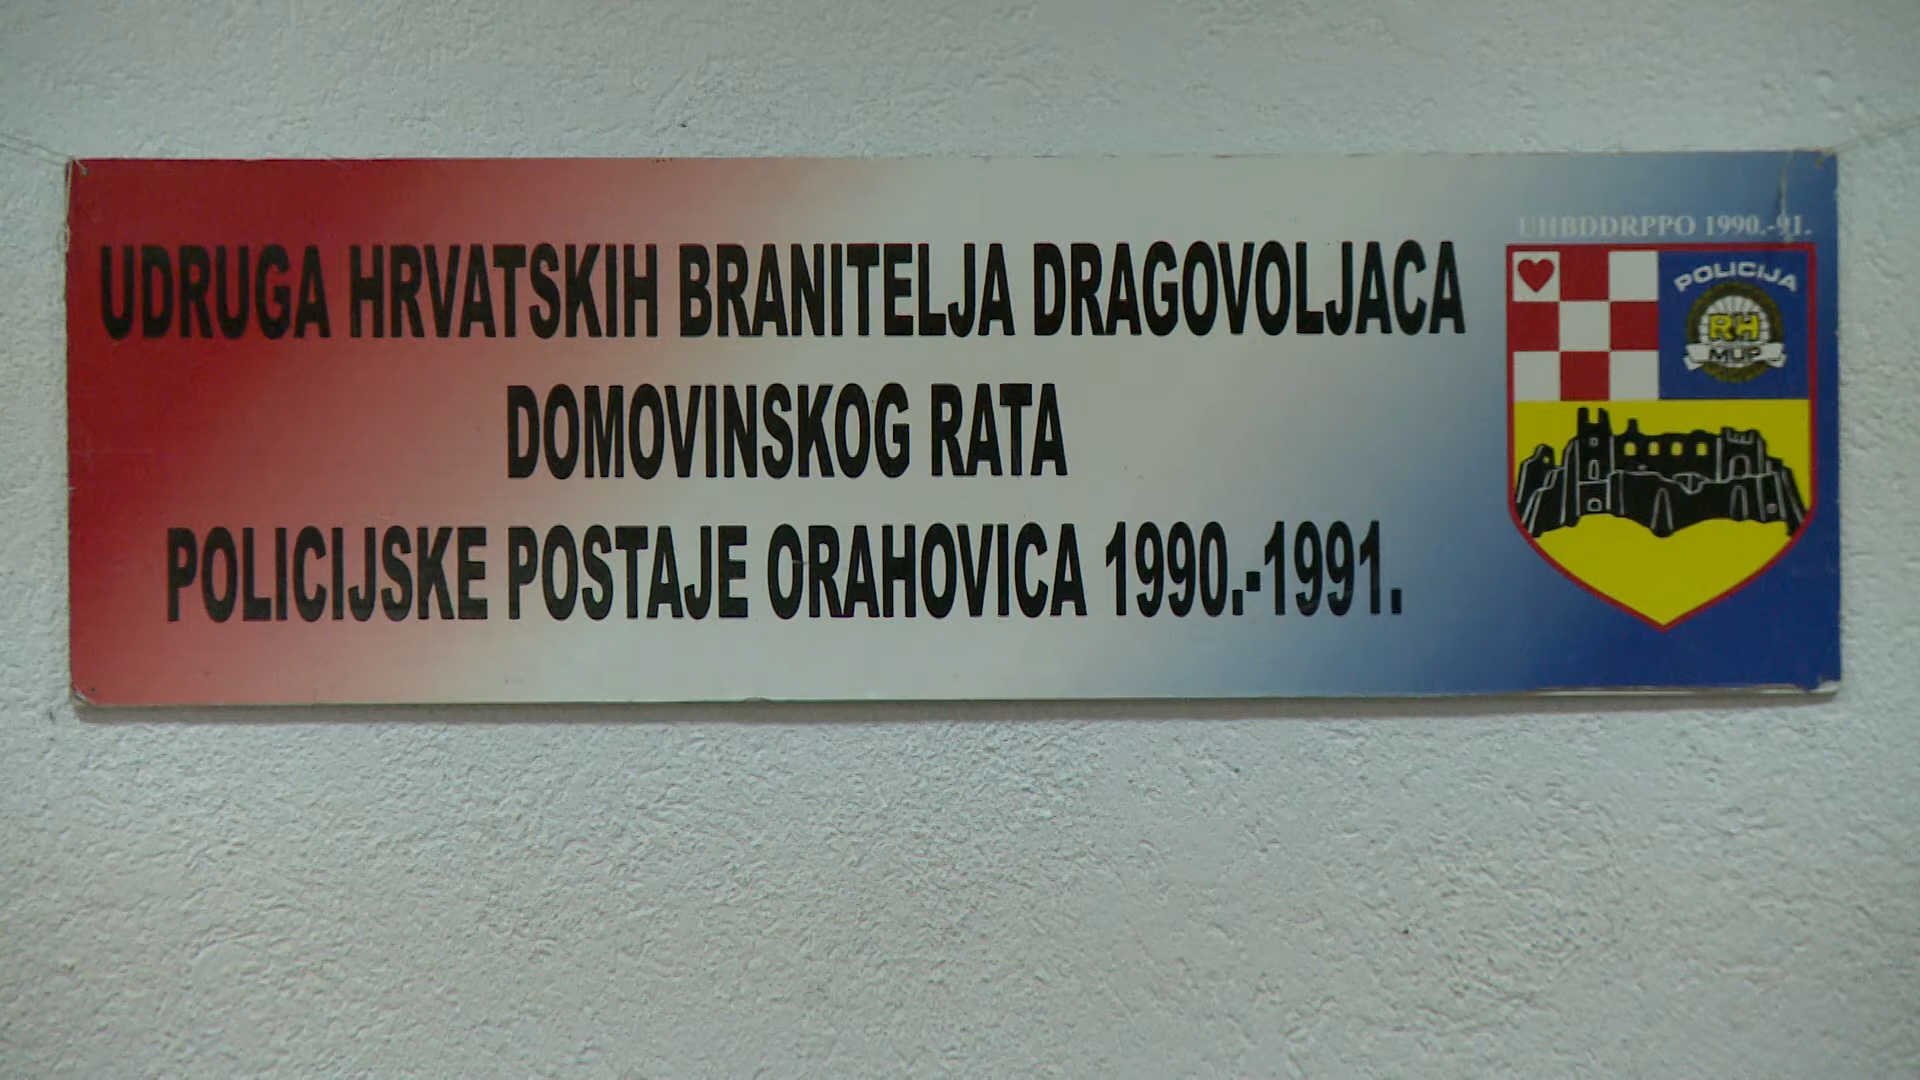 UDRUGA HRVATSKIH BRANITELJA DRAGOVOLJACA
DOMOVINSKOG RATA
POLICIJSKE POSTAJE ORAHOVICA 1990.-1991.
UHBDDRPPO 1990.-91.
POLICIJA
RH
MUP